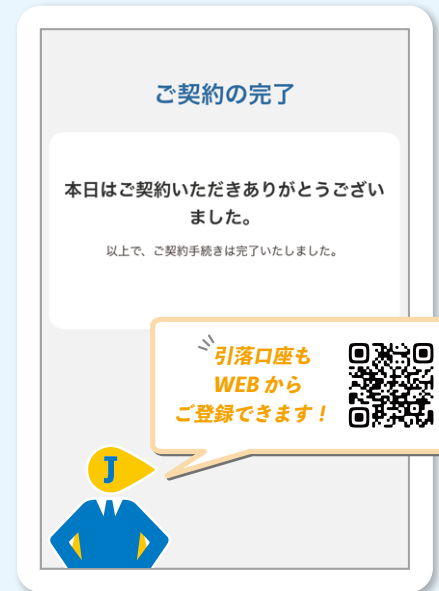 ご契約の完了
本日はご契約いただきありがとうござい
ました。
以上で、ご契約手続きは完了いたしました。
引落口座も
WEB から
ご登録できます！
J